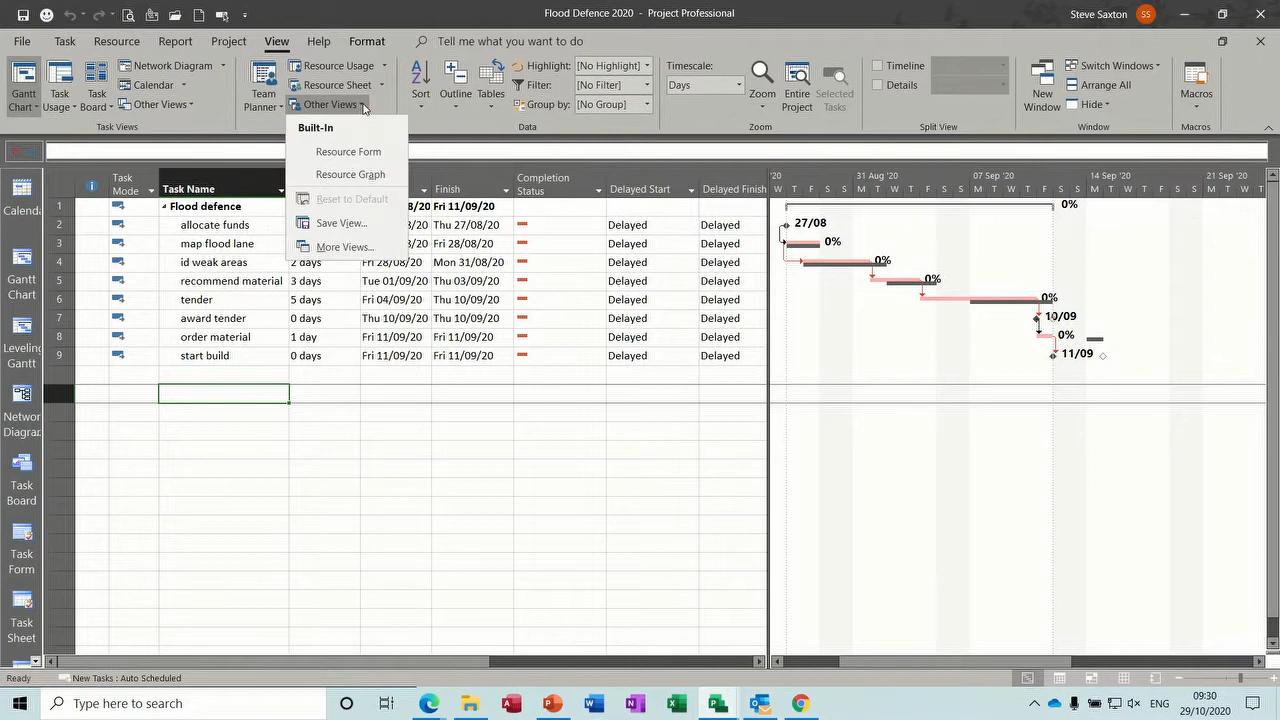 Flood Defence 2020 - Project Professional
Steve Saxton SS
File Task Resource Report Project View Help Format Tell me what you want to do
Gantt Chart
Task Usage
Task Board
Network Diagram
Calendar
Other Views
Task Views
Team Planner
Resource Usage
Resource Sheet
Other Views
Sort
Outline
Tables
Highlight: [No Highlight]
Filter: [No Filter]
Group by: [No Group]
Data
Timescale:
Days
Zoom
Entire Project
Selected Tasks
Zoom
Timeline
Details
Split View
New Window
Switch Windows
Arrange All
Hide
Window
Macros
Macros
Built-In
Resource Form
Resource Graph
Reset to Default
Save View...
More Views...
Calenda
Gantt Chart
Leveling Gantt
Network Diagram
Task Board
Task Form
Task Sheet
Task Mode Task Name Finish Completion Status Delayed Start Delayed Finish
1 Flood defence 8/20 Fri 11/09/20
2 allocate funds 8/20 Thu 27/08/20 Delayed Delayed
3 map flood lane 8/20 Fri 28/08/20 Delayed Delayed
4 id weak areas 2 days Fri 28/08/20 Mon 31/08/20 Delayed Delayed
5 recommend material 3 days Tue 01/09/20 Thu 03/09/20 Delayed Delayed
6 tender 5 days Fri 04/09/20 Thu 10/09/20 Delayed Delayed
7 award tender 0 days Thu 10/09/20 Thu 10/09/20 Delayed Delayed
8 order material 1 day Fri 11/09/20 Fri 11/09/20 Delayed Delayed
9 start build 0 days Fri 11/09/20 Fri 11/09/20 Delayed Delayed
'20 31 Aug '20 07 Sep '20 14 Sep '20 21 Sep '20
W T F S S M T W T F S S M T W T F S S M T W T F S S M T W T
0%
27/08
0%
0%
0%
0%
10/09
0%
11/09
Ready New Tasks : Auto Scheduled
Type here to search
ENG
09:30
29/10/2020